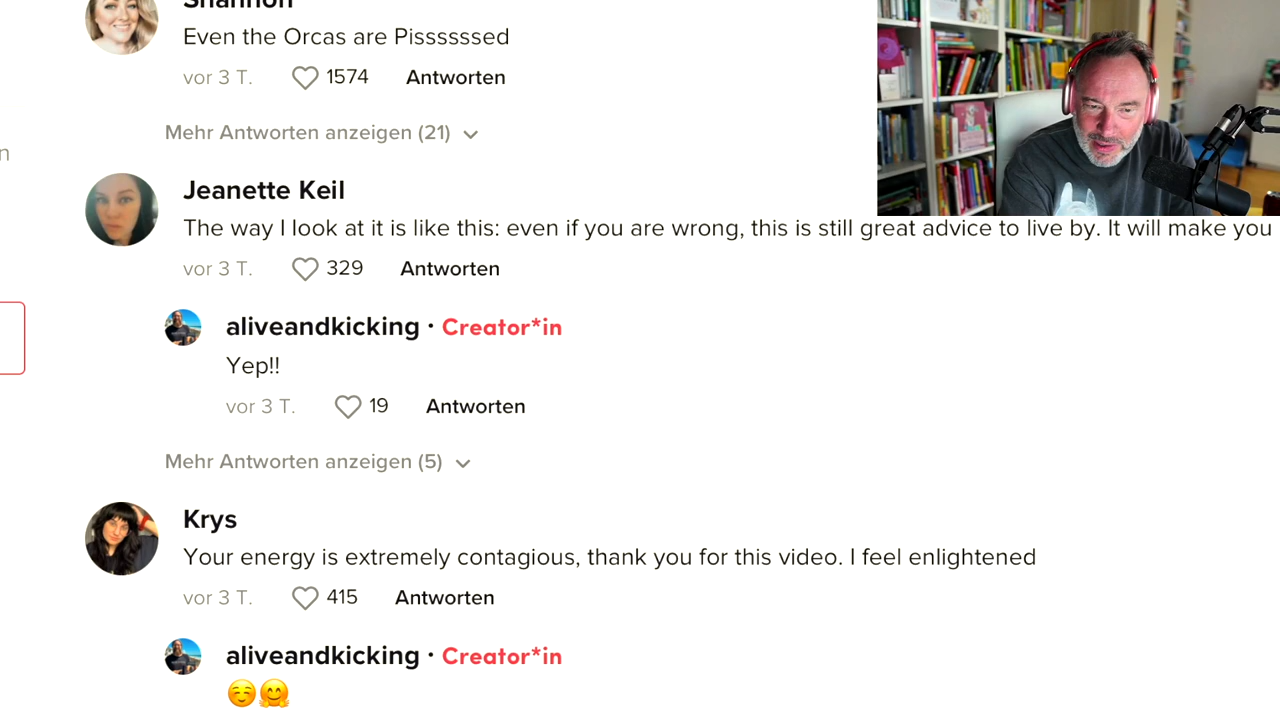 Shannon
Even the Orcas are Pissssssed
vor 3 T. 1574 Antworten
Mehr Antworten anzeigen (21)
n
Jeanette Keil
The way I look at it is like this: even if you are wrong, this is still great advice to live by. It will make you
vor 3 T. 329 Antworten
aliveandkicking · Creator*in
Yep!!
vor 3 T. 19 Antworten
Mehr Antworten anzeigen (5)
Krys
Your energy is extremely contagious, thank you for this video. I feel enlightened
vor 3 T. 415 Antworten
aliveandkicking · Creator*in
☺️🤗